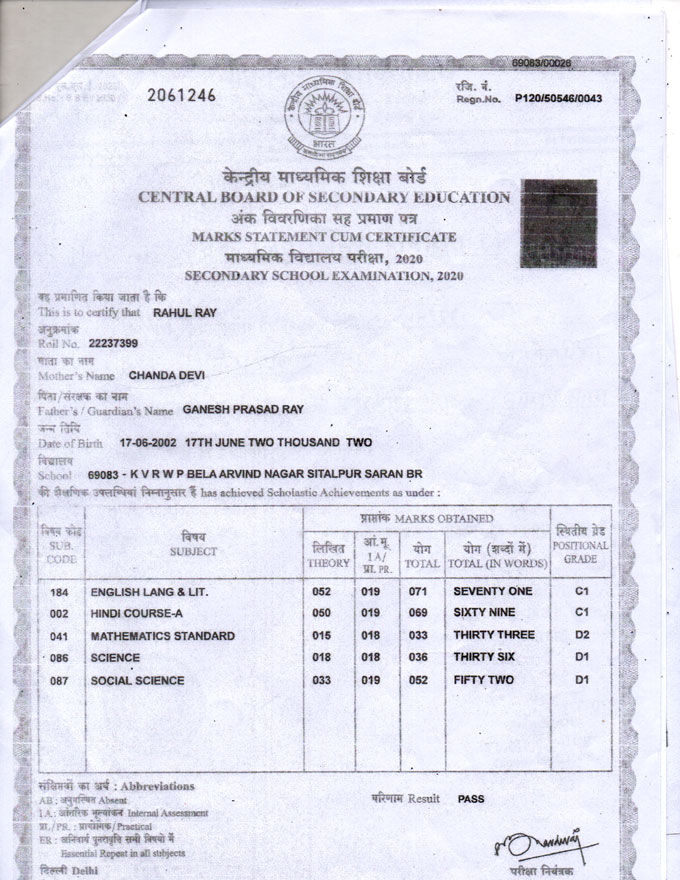 69083/00026
2061246
रजि. नं.
Regn.No. P120/50546/0043
केन्द्रीय माध्यमिक शिक्षा बोर्ड
भारत
केन्द्रीय माध्यमिक शिक्षा बोर्ड
CENTRAL BOARD OF SECONDARY EDUCATION
अंक विवरणिका सह प्रमाण पत्र
MARKS STATEMENT CUM CERTIFICATE
माध्यमिक विद्यालय परीक्षा, 2020
SECONDARY SCHOOL EXAMINATION, 2020
यह प्रमाणित किया जाता है कि
This is to certify that RAHUL RAY
अनुक्रमांक
Roll No. 22237399
माता का नाम
Mother's Name CHANDA DEVI
पिता/संरक्षक का नाम
Father's / Guardian's Name GANESH PRASAD RAY
जन्म तिथि
Date of Birth 17-06-2002 17TH JUNE TWO THOUSAND TWO
विद्यालय
School 69083 - K V R W P BELA ARVIND NAGAR SITALPUR SARAN BR
की शैक्षणिक उपलब्धियां निम्नानुसार हैं has achieved Scholastic Achievements as under :
विषय कोड SUB. CODE
विषय SUBJECT
प्राप्तांक MARKS OBTAINED
लिखित THEORY
आं.मू. I A/ प्रा. PR.
योग TOTAL
योग (शब्दों में) TOTAL (IN WORDS)
स्थितीय ग्रेड POSITIONAL GRADE
184 ENGLISH LANG & LIT. 052 019 071 SEVENTY ONE C1
002 HINDI COURSE-A 050 019 069 SIXTY NINE C1
041 MATHEMATICS STANDARD 015 018 033 THIRTY THREE D2
086 SCIENCE 018 018 036 THIRTY SIX D1
087 SOCIAL SCIENCE 033 019 052 FIFTY TWO D1
संक्षिप्तियों का अर्थ : Abbreviations
AB : अनुपस्थित Absent
I A : आंतरिक मूल्यांकन Internal Assessment
प्रा./PR. : प्रायोगिक/Practical
ER : अनिवार्य पुनरावृति सभी विषयो में
Essential Repeat in all subjects
परिणाम Result PASS
दिल्ली Delhi
परीक्षा नियंत्रक